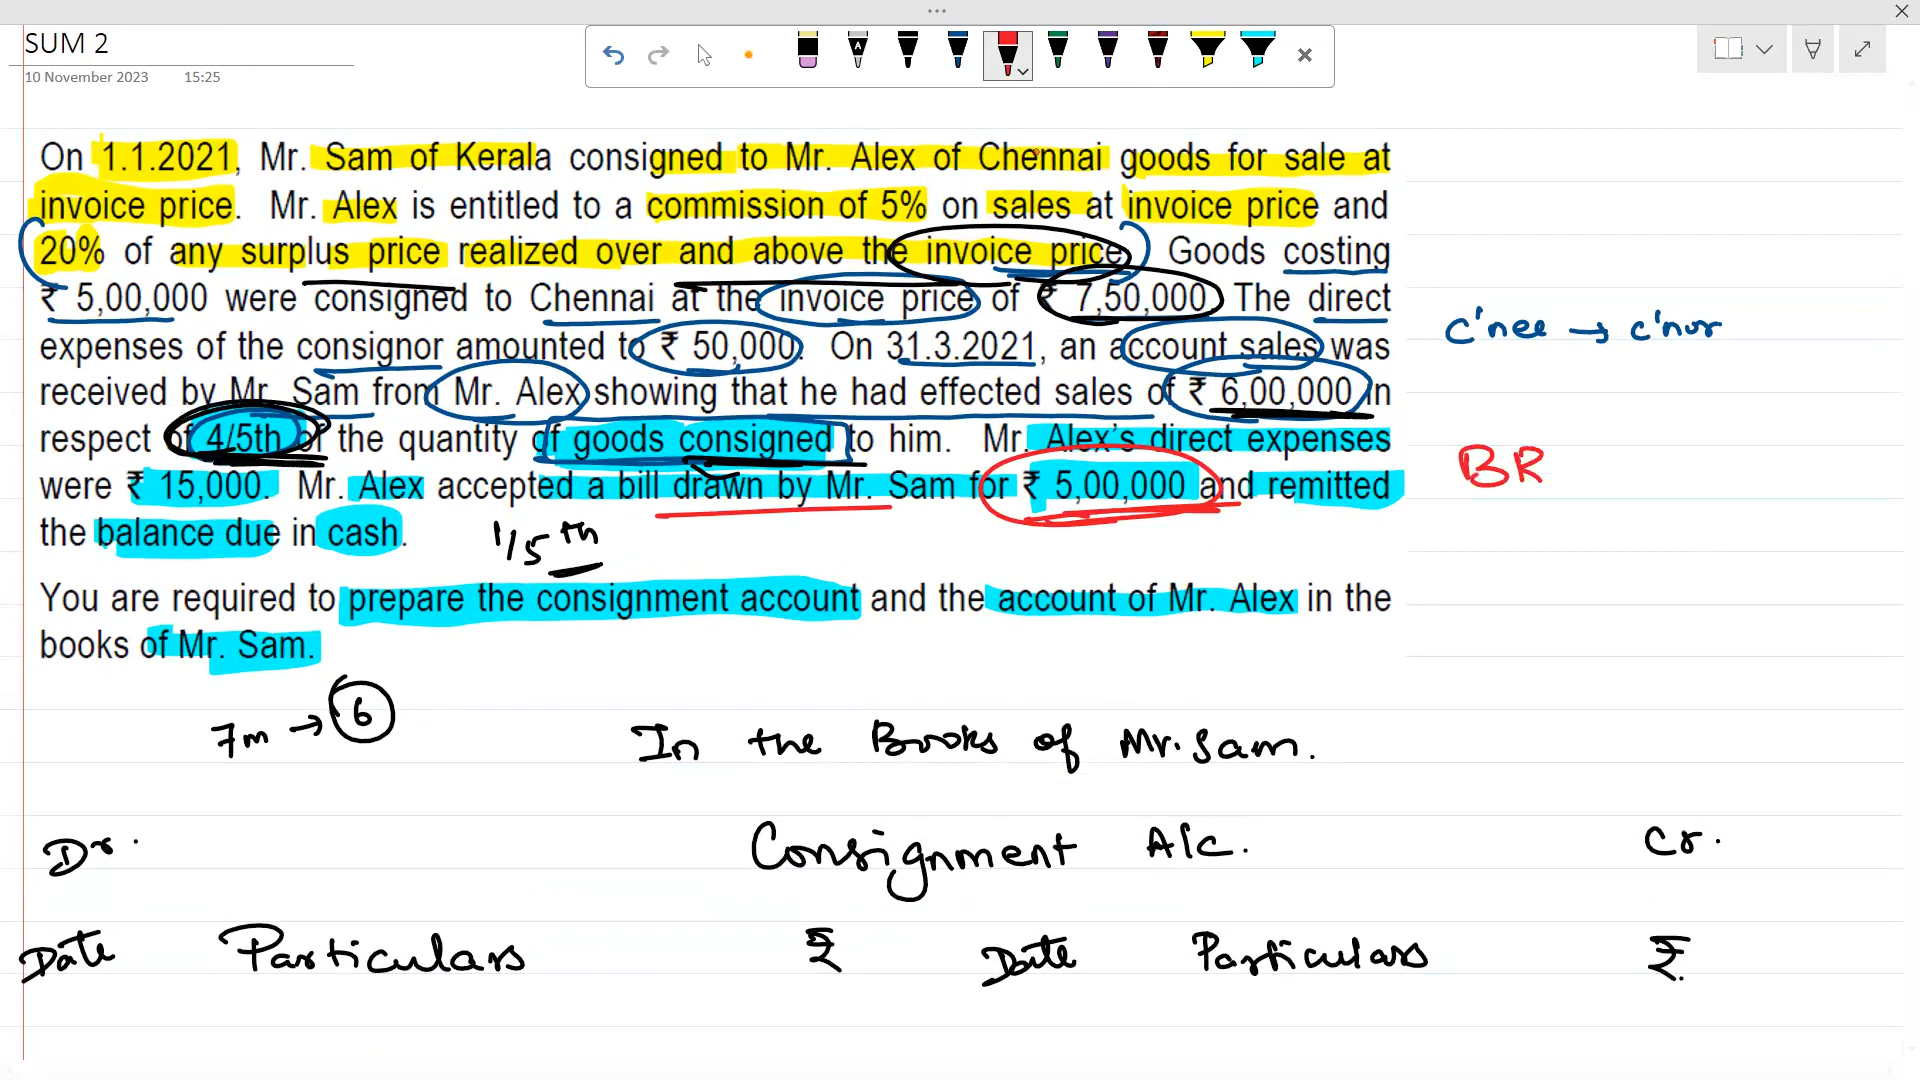 SUM 2
10 November 2023 15:25
On 1.1.2021, Mr. Sam of Kerala consigned to Mr. Alex of Chennai goods for sale at
invoice price. Mr. Alex is entitled to a commission of 5% on sales at invoice price and
20% of any surplus price realized over and above the invoice price. Goods costing
₹ 5,00,000 were consigned to Chennai at the invoice price of ₹ 7,50,000. The direct
expenses of the consignor amounted to ₹ 50,000. On 31.3.2021, an account sales was
received by Mr. Sam from Mr. Alex showing that he had effected sales of ₹ 6,00,000 in
respect of 4/5th of the quantity of goods consigned to him. Mr. Alex's direct expenses
were ₹ 15,000. Mr. Alex accepted a bill drawn by Mr. Sam for ₹ 5,00,000 and remitted
the balance due in cash.
1/5th
c'nee → c'nor
BR
You are required to prepare the consignment account and the account of Mr. Alex in the
books of Mr. Sam.
7m → 6
In the Books of Mr. Sam.
Dr. Consignment A/c. Cr.
Date Particulars ₹ Date Particulars ₹